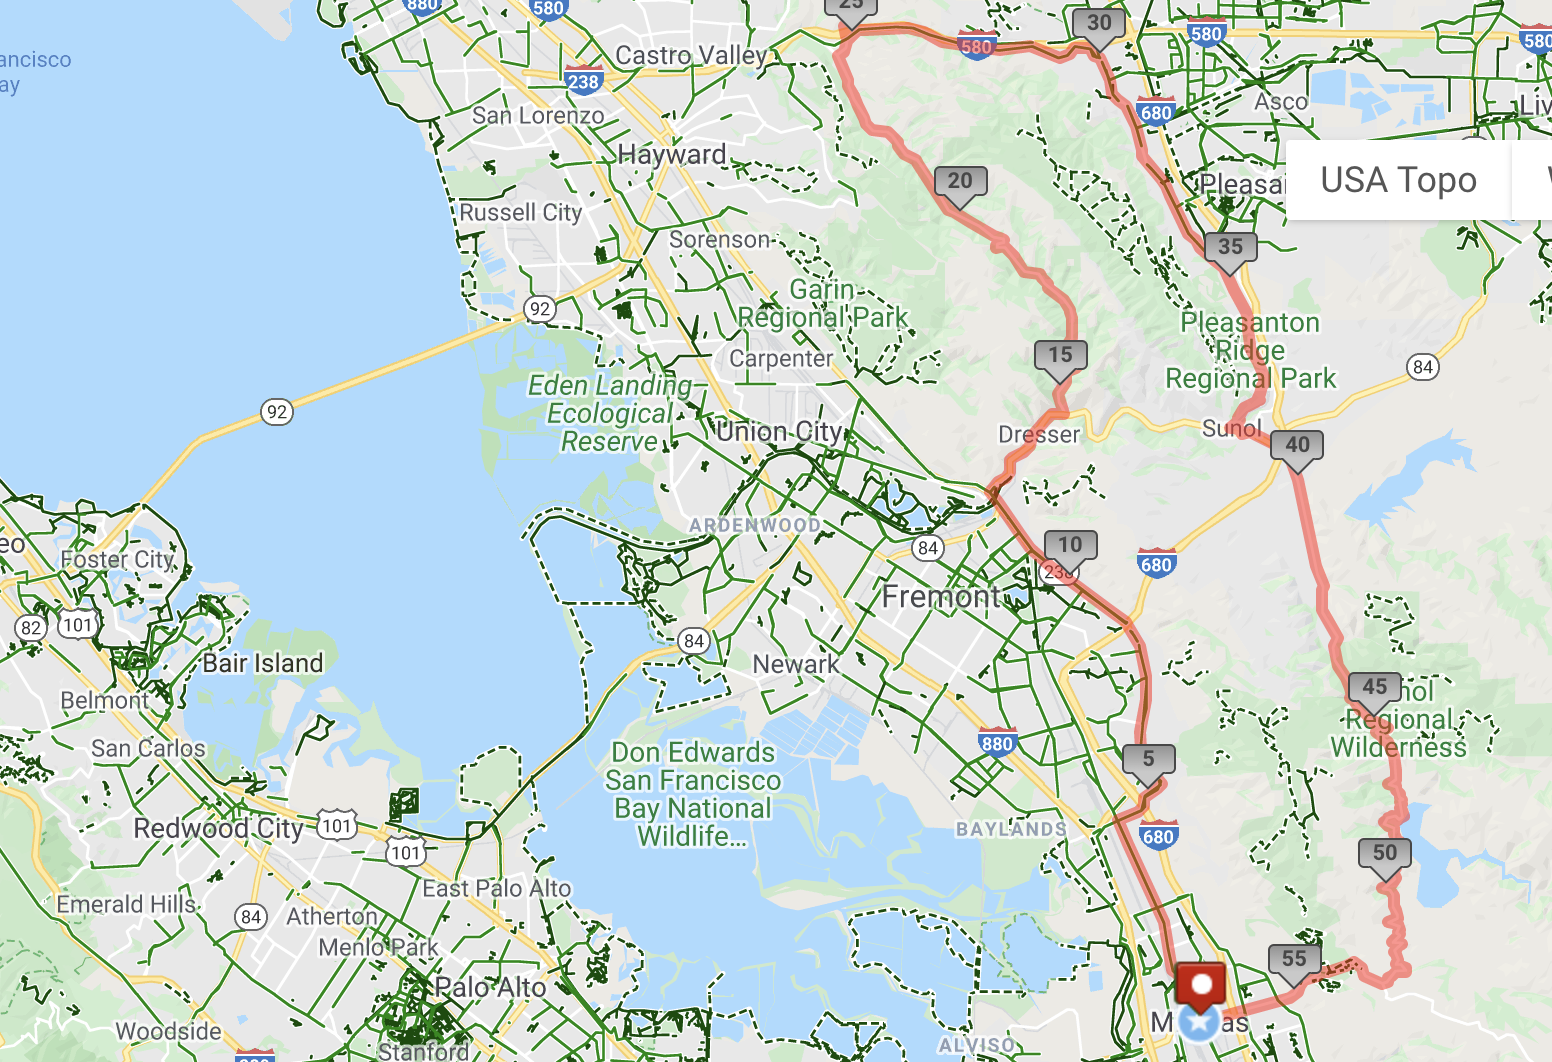 880
580
25
30
580
580
580
ancisco
ay
Castro Valley
238
San Lorenzo
Asco
680
Hayward
USA Topo
20
Pleasa
Russell City
Sorenson
35
92
Garin
Regional Park
Pleasanton
Ridge
Regional Park
15
Carpenter
84
Eden Landing
Ecological
Reserve
92
Union City
Dresser
Sunol
40
ARDENWOOD
84
10
680
eo
Foster City
Fremont
82
101
84
Bair Island
Newark
Belmont
45
nol
Regional
Wilderness
San Carlos
880
5
Don Edwards
San Francisco
Bay National
Wildlife...
Redwood City
101
101
BAYLANDS
680
50
East Palo Alto
Emerald Hills
84
Atherton
Menlo Park
55
Palo Alto
M
as
Woodside
ALVISO
Stanford